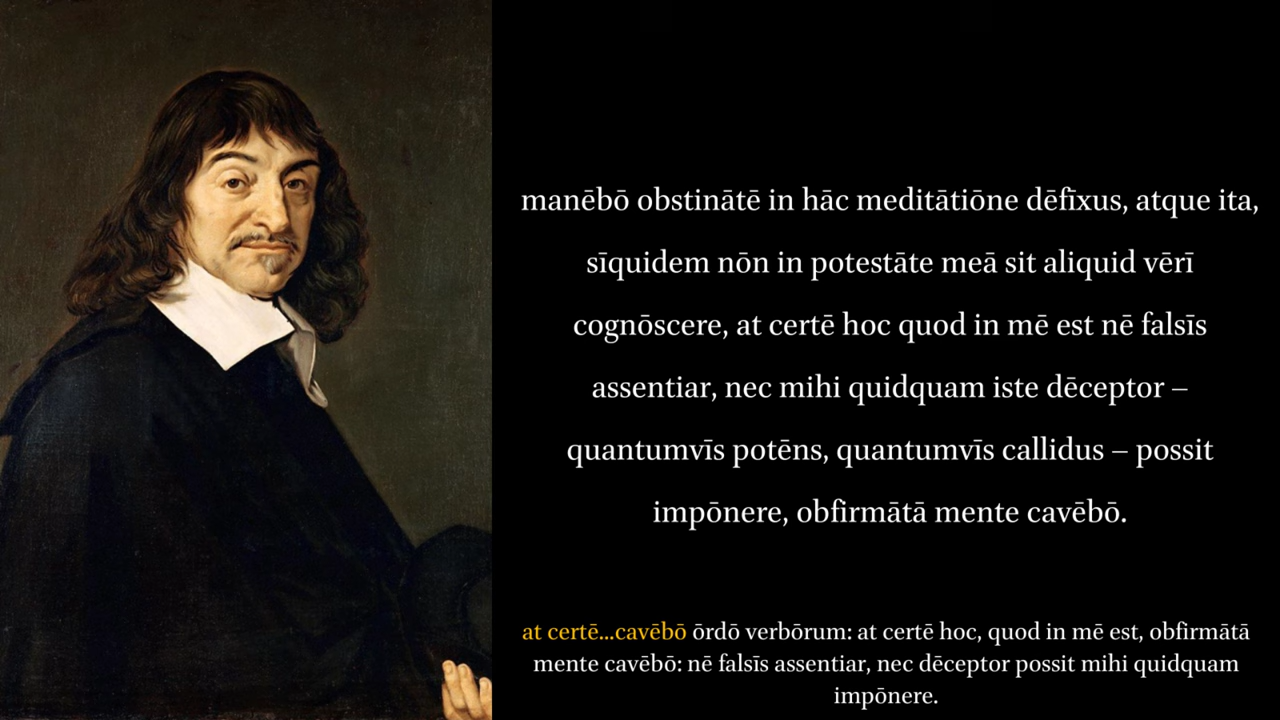 manēbō obstinātē in hāc meditātiōne dēfīxus, atque ita,
sīquidem nōn in potestāte meā sit aliquid vērī
cognōscere, at certē hoc quod in mē est nē falsīs
assentiar, nec mihi quidquam iste dēceptor –
quantumvīs potēns, quantumvīs callidus – possit
impōnere, obfirmātā mente cavēbō.
at certē...cavēbō ōrdō verbōrum: at certē hoc, quod in mē est, obfirmātā
mente cavēbō: nē falsīs assentiar, nec dēceptor possit mihi quidquam
impōnere.